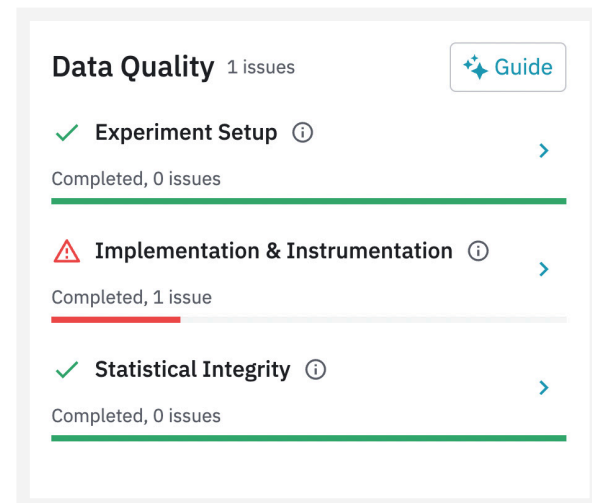 Data Quality 1 issues
Guide
Experiment Setup
Completed, 0 issues
Implementation & Instrumentation
Completed, 1 issue
Statistical Integrity
Completed, 0 issues